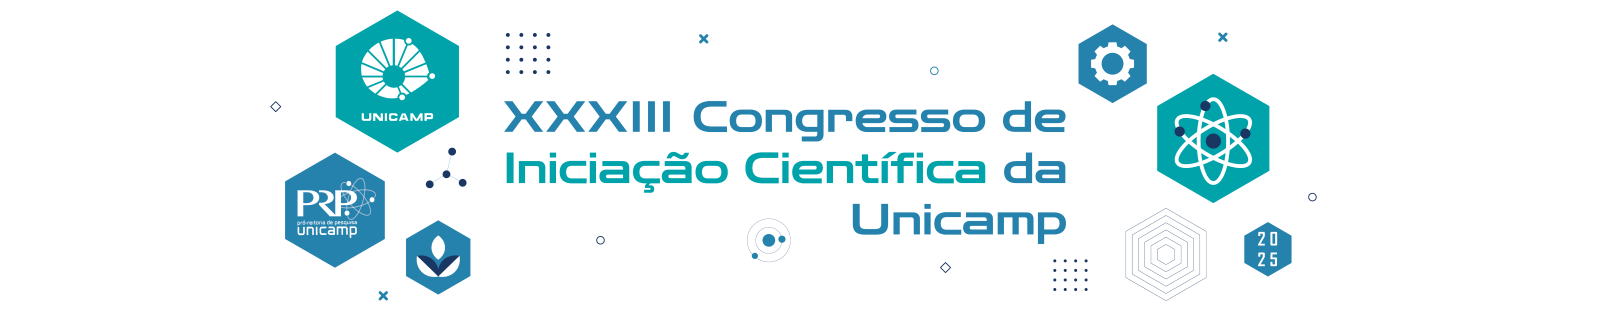 UNICAMP
XXXIII Congresso de
Iniciação Científica da
Unicamp
PRP
pró-reitoria de pesquisa
unicamp
20
25